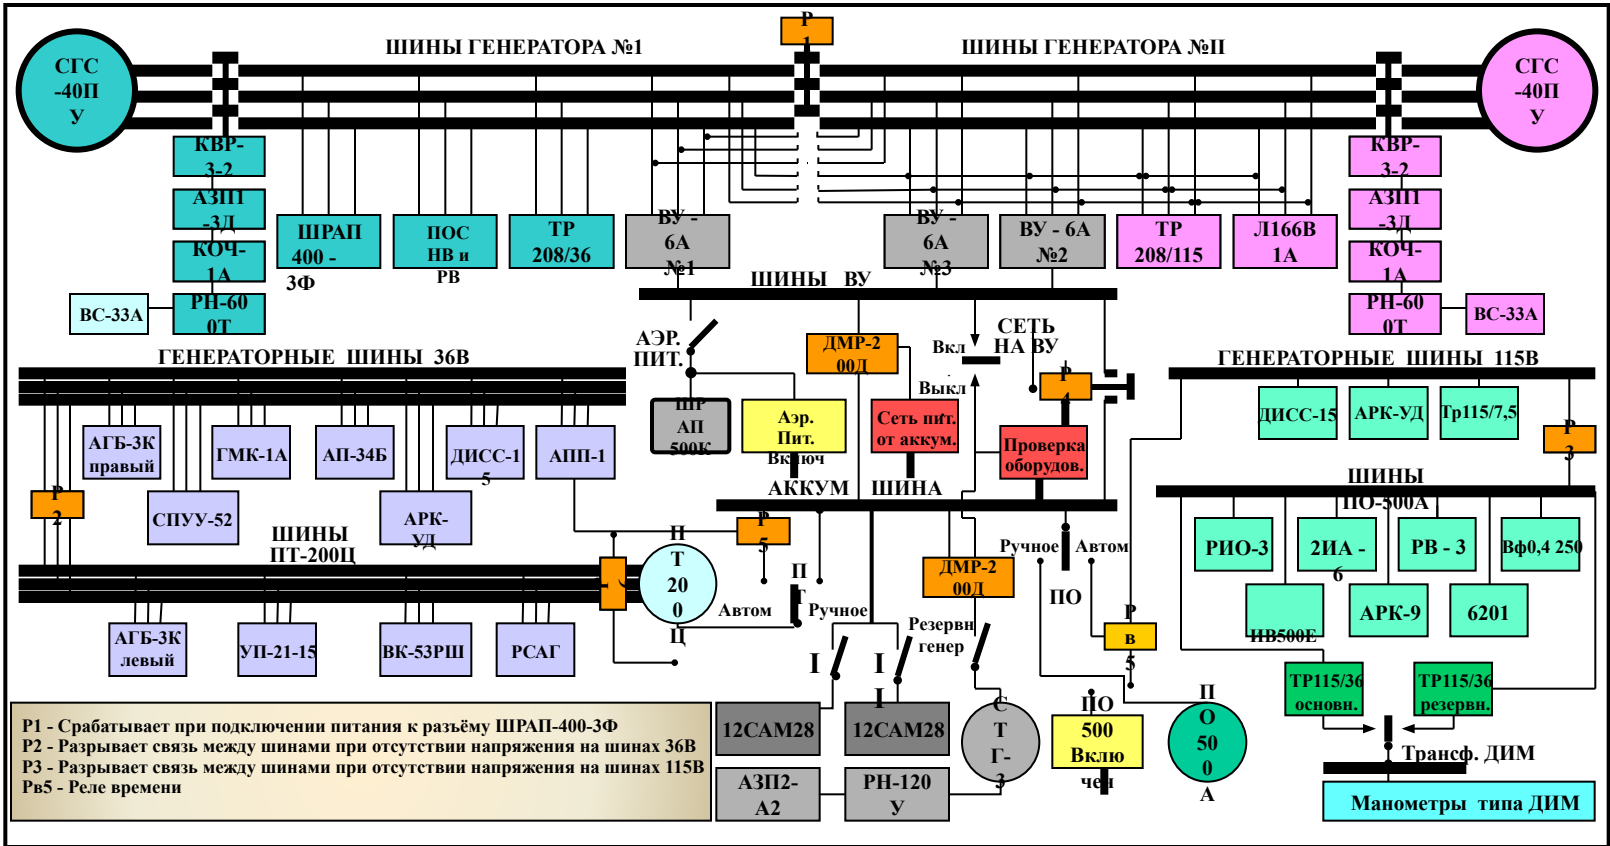 Р
1
ШИНЫ ГЕНЕРАТОРА №1
ШИНЫ ГЕНЕРАТОРА №II
СГС
-40П
У
СГС
-40П
У
КВР-
3-2
АЗП1
-3Д
КОЧ-
1А
РН-60
0Т
ВС-33А
ШРАП
400 -
3Ф
ПОС
НВ и
РВ
ТР
208/36
ВУ -
6А
№1
ВУ -
6А
№3
ВУ - 6А
№2
ТР
208/115
Л166В
1А
КВР-
3-2
АЗП1
-3Д
КОЧ-
1А
РН-60
0Т
ВС-33А
ШИНЫ ВУ
АЭР.
ПИТ.
ДМР-2
00Д
Вкл
Выкл
СЕТЬ
НА ВУ
Р
4
ГЕНЕРАТОРНЫЕ ШИНЫ 36В
ГЕНЕРАТОРНЫЕ ШИНЫ 115В
ШР
АП
500К
Аэр.
Пит.
Включ
Сеть пит.
от аккум.
Проверка
оборудов.
АГБ-3К
правый
ГМК-1А
АП-34Б
ДИСС-1
5
АПП-1
ДИСС-15
АРК-УД
Тр115/7,5
Р
3
Р
2
СПУУ-52
АРК-
УД
АККУМ ШИНА
ШИНЫ
ПО-500А
ШИНЫ
ПТ-200Ц
Р
5
П
Т
20
0
Ц
П
Т
Автом
Ручное
ДМР-2
00Д
Ручное
Автом
ПО
Р
в
5
РИО-3
2ИА -
6
РВ - 3
Вф0,4 250
ИВ500Е
АРК-9
6201
АГБ-3К
левый
УП-21-15
ВК-53РШ
РСАГ
I
I
I
Резервн
генер
ТР115/36
основн.
ТР115/36
резервн.
Р1 - Срабатывает при подключении питания к разъёму ШРАП-400-3Ф
Р2 - Разрывает связь между шинами при отсутствии напряжения на шинах 36В
Р3 - Разрывает связь между шинами при отсутствии напряжения на шинах 115В
Рв5 - Реле времени
12САМ28
12САМ28
С
Т
Г-
3
ПО
500
Вклю
чен
П
О
50
0
А
Трансф. ДИМ
АЗП2-
А2
РН-120
У
Манометры типа ДИМ